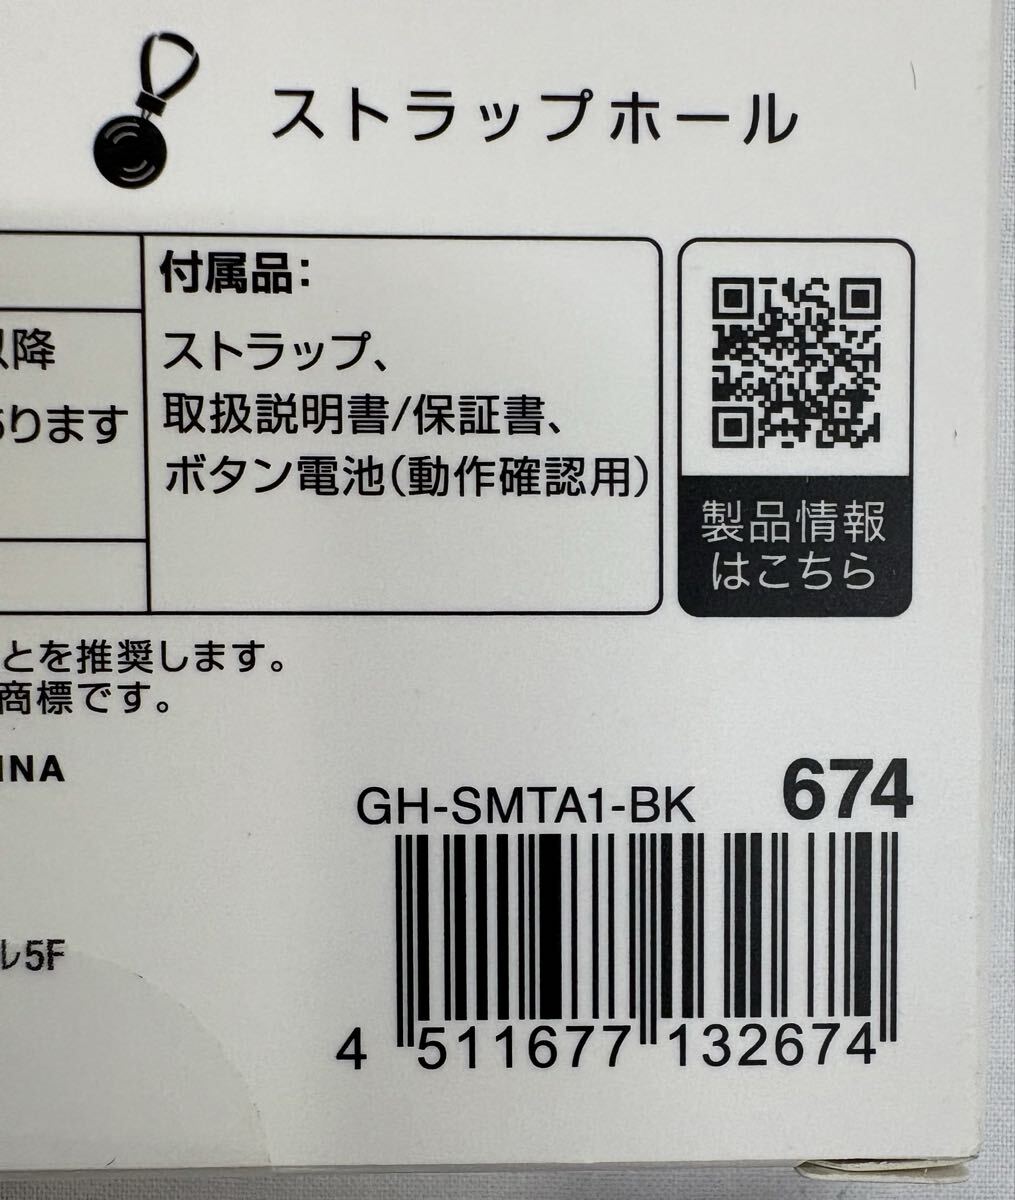 ストラップホール
以降
あります
付属品:
ストラップ、
取扱説明書/保証書、
ボタン電池(動作確認用)
製品情報
はこちら
とを推奨します。
商標です。
INA
GH-SMTA1-BK 674
ル5F
4 511677 132674